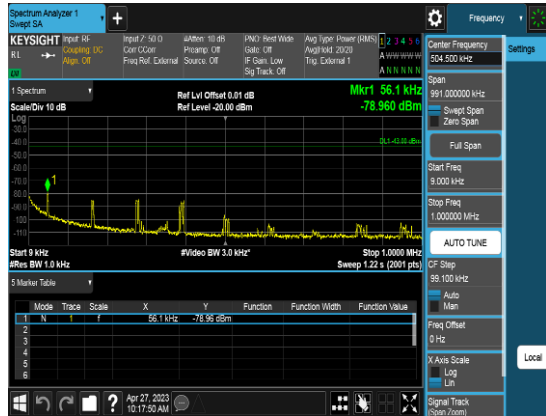 Spectrum Analyzer 1
Swept SA
Frequency
KEYSIGHT
RL
Input: RF
Coupling: DC
Align: Off
Input Z: 50 Ω
Corr CCorr
Freq Ref: External
#Atten: 10 dB
Preamp: Off
Source: Off
PNO: Best Wide
Gate: Off
IF Gain: Low
Sig Track: Off
Avg Type: Power (RMS)
Avg|Hold: 20/20
Trig: External 1
1 2 3 4 5 6
A W W W W W
A N N N N N
1 Spectrum
Scale/Div 10 dB
Ref Lvl Offset 0.01 dB
Ref Level -20.00 dBm
Mkr1 56.1 kHz
-78.960 dBm
Log
-30.0
-40.0
DL1 -43.00 dBm
-50.0
-60.0
-70.0
1
-80.0
-90.0
-100
-110
Start 9 kHz
#Video BW 3.0 kHz*
Stop 1.0000 MHz
#Res BW 1.0 kHz
Sweep 1.22 s (2001 pts)
5 Marker Table
Mode Trace Scale X Y Function Function Width Function Value
1 N 1 f 56.1 kHz -78.96 dBm
2
3
4
5
6
Apr 27, 2023
10:17:50 AM
Center Frequency
504.500 kHz
Settings
Span
991.000000 kHz
Swept Span
Zero Span
Full Span
Start Freq
9.000 kHz
Stop Freq
1.000000 MHz
AUTO TUNE
CF Step
99.100 kHz
Auto
Man
Freq Offset
0 Hz
X Axis Scale
Log
Lin
Local
Signal Track
(Span Zoom)